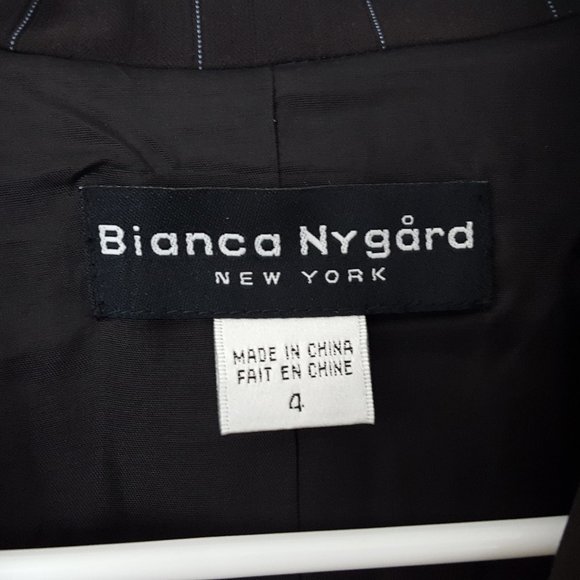 Bianca Nygård
NEW YORK
MADE IN CHINA
FAIT EN CHINE
4